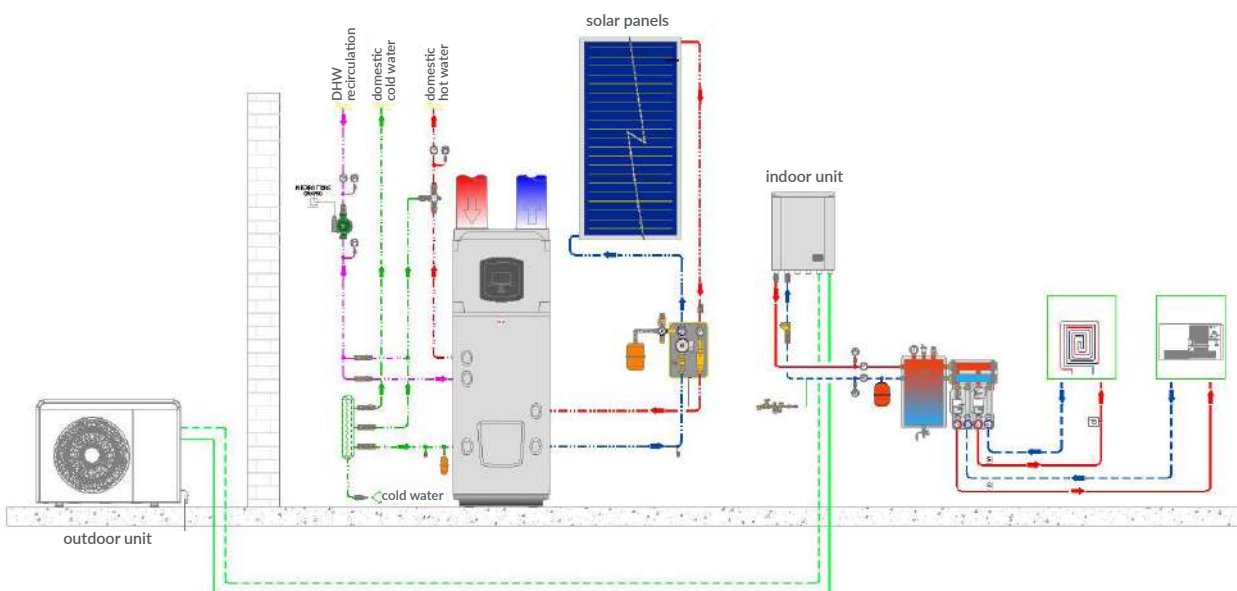 solar panels
DHW
recirculation
domestic
cold water
domestic
hot water
indoor unit
cold water
outdoor unit